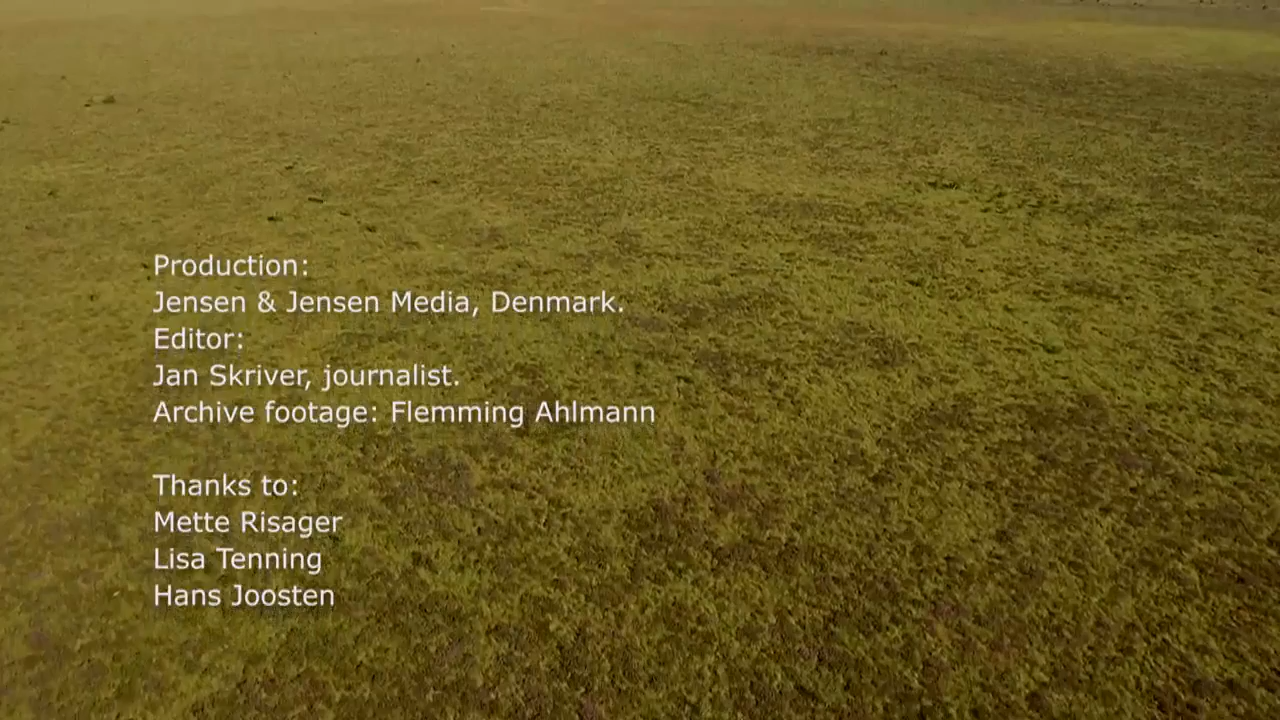 Production:
Jensen & Jensen Media, Denmark.
Editor:
Jan Skriver, journalist.
Archive footage: Flemming Ahlmann
Thanks to:
Mette Risager
Lisa Tenning
Hans Joosten